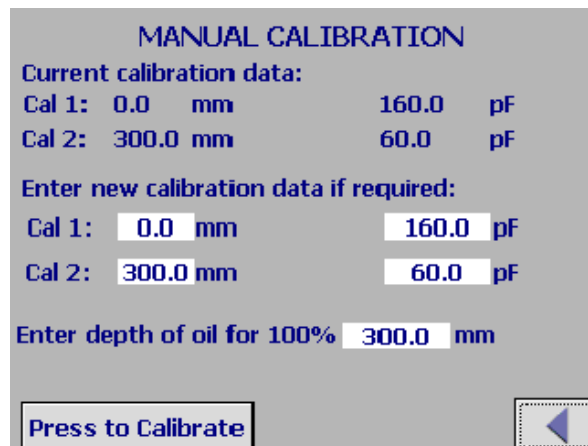 MANUAL CALIBRATION
Current calibration data:
Cal 1: 0.0 mm 160.0 pF
Cal 2: 300.0 mm 60.0 pF
Enter new calibration data if required:
Cal 1: 0.0 mm 160.0 pF
Cal 2: 300.0 mm 60.0 pF
Enter depth of oil for 100% 300.0 mm
Press to Calibrate